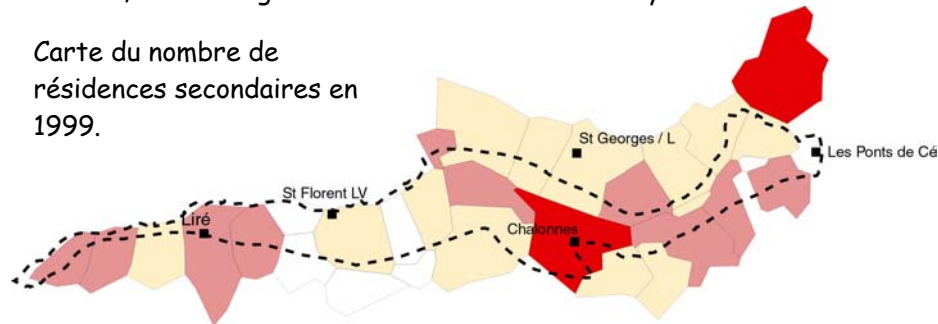 Carte du nombre de
résidences secondaires en
1999.
St Georges / L
Les Ponts de Cé
St Florent LV
Liré
Chalonnes